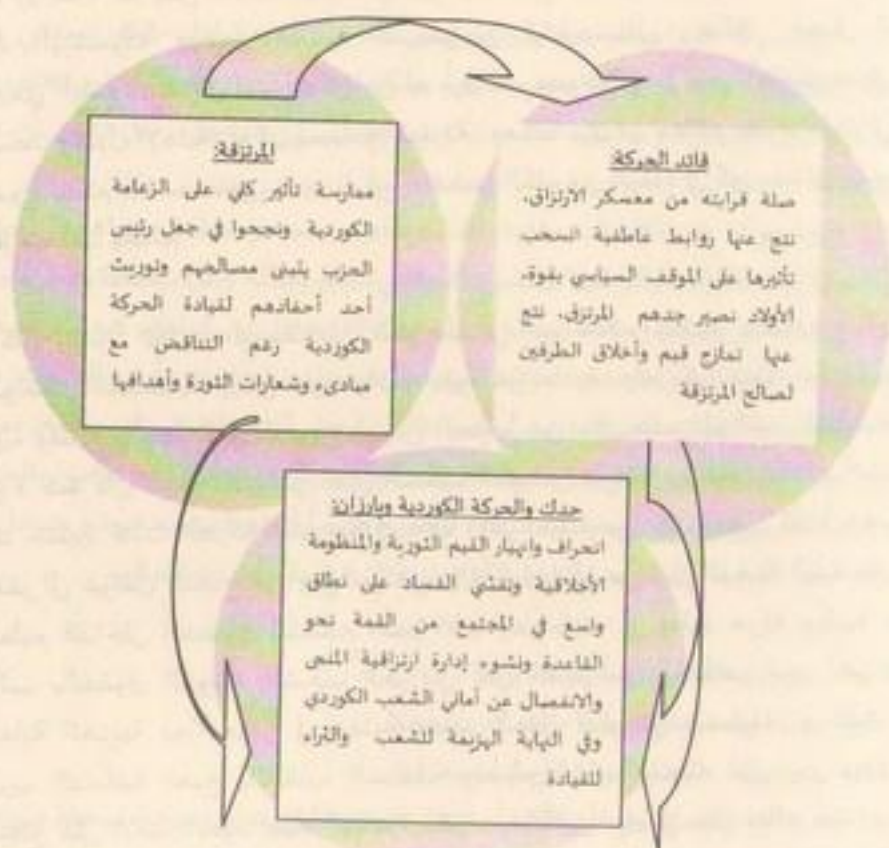 قائد الحركة:
صلة قرابته من معسكر الارتزاق،
نتج عنها روابط عاطفية انسحب
تأثيرها على الموقف السياسي بقوة،
الأولاد نصير جدهم المرتزق، نتج
عنها تمازج قيم وأخلاق الطرفين
لصالح المرتزقة
المرتزقة:
ممارسة تأثير كلي على الزعامة
الكوردية ونجحوا في جعل رئيس
الحزب يتبنى مصالحهم وتوريث
أحد أحفادهم لقيادة الحركة
الكوردية رغم التناقض مع
مبادىء وشعارات الثورة وأهدافها
حدك والحركة الكوردية وبارزان:
انحراف وانهيار القيم الثورية والمنظومة
الأخلاقية وتفشي الفساد على نطاق
واسع في المجتمع من القمة نحو
القاعدة ونشوء إدارة ارتزاقية المنحى
والانفصال عن أماني الشعب الكوردي
وفي النهاية الهزيمة للشعب والثراء
للقيادة